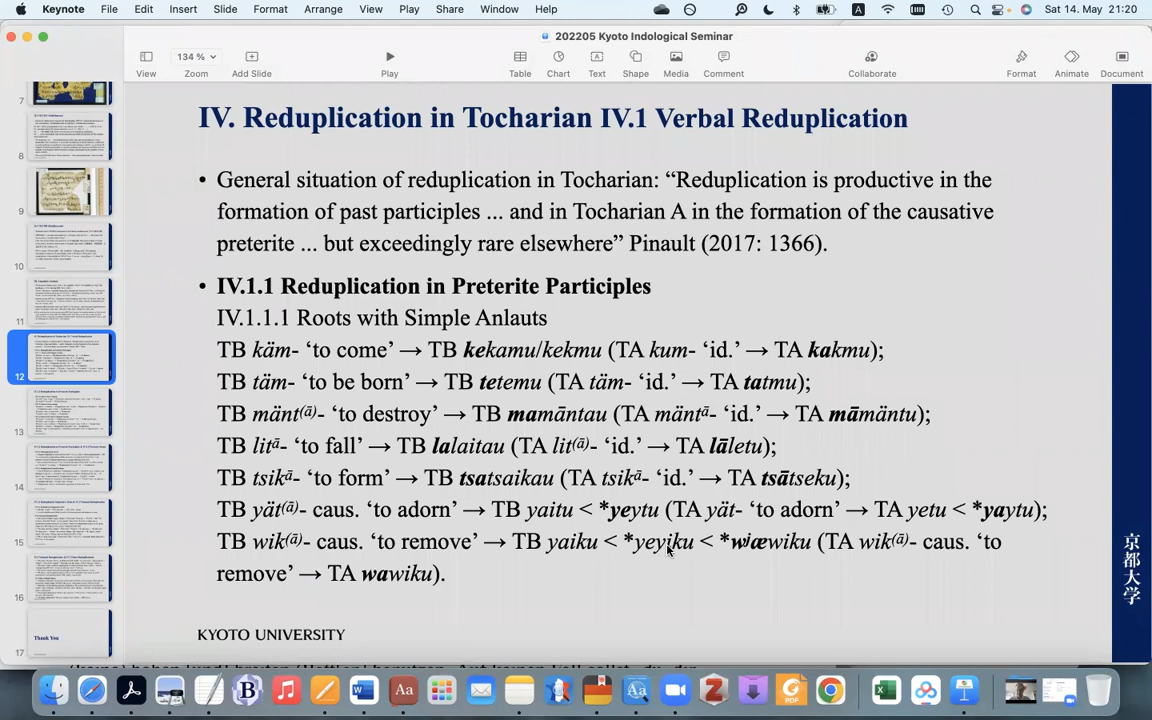 Keynote File Edit Insert Slide Format Arrange View Play Share Window Help A Sat 14. May 21:20
202205 Kyoto Indological Seminar
134 %
View Zoom Add Slide Play Table Chart Text Shape Media Comment Collaborate Format Animate Document
IV. Reduplication in Tocharian IV.1 Verbal Reduplication
• General situation of reduplication in Tocharian: “Reduplication is productive in the
formation of past participles ... and in Tocharian A in the formation of the causative
preterite ... but exceedingly rare elsewhere” Pinault (2017: 1366).
• IV.1.1 Reduplication in Preterite Participles
IV.1.1.1 Roots with Simple Anlauts
TB käm- ‘to come’ → TB kekamu/kekmu (TA kum- ‘id.’ → TA kakmu);
TB täm- ‘to be born’ → TB tetemu (TA täm- ‘id.’ → TA tatmu);
TB mänt(ā)- ‘to destroy’ → TB mamāntau (TA mäntā- ‘id.’ → TA māmäntu);
TB litā- ‘to fall’ → TB lalaitau (TA lit(ā)- ‘id.’ → TA lāletu);
TB tsikā- ‘to form’ → TB tsatsaikau (TA tsikā- ‘id.’ → TA tsātseku);
TB yät(ā)- caus. ‘to adorn’ → TB yaitu < *yeytu (TA yät- ‘to adorn’ → TA yetu < *yaytu);
TB wik(ā)- caus. ‘to remove’ → TB yaiku < *yeyiku < *wiæwiku (TA wik(ā)- caus. ‘to
remove’ → TA wawiku).
KYOTO UNIVERSITY
京都大学
7
8
9
10
11
12
13
14
15
16
Thank You
17